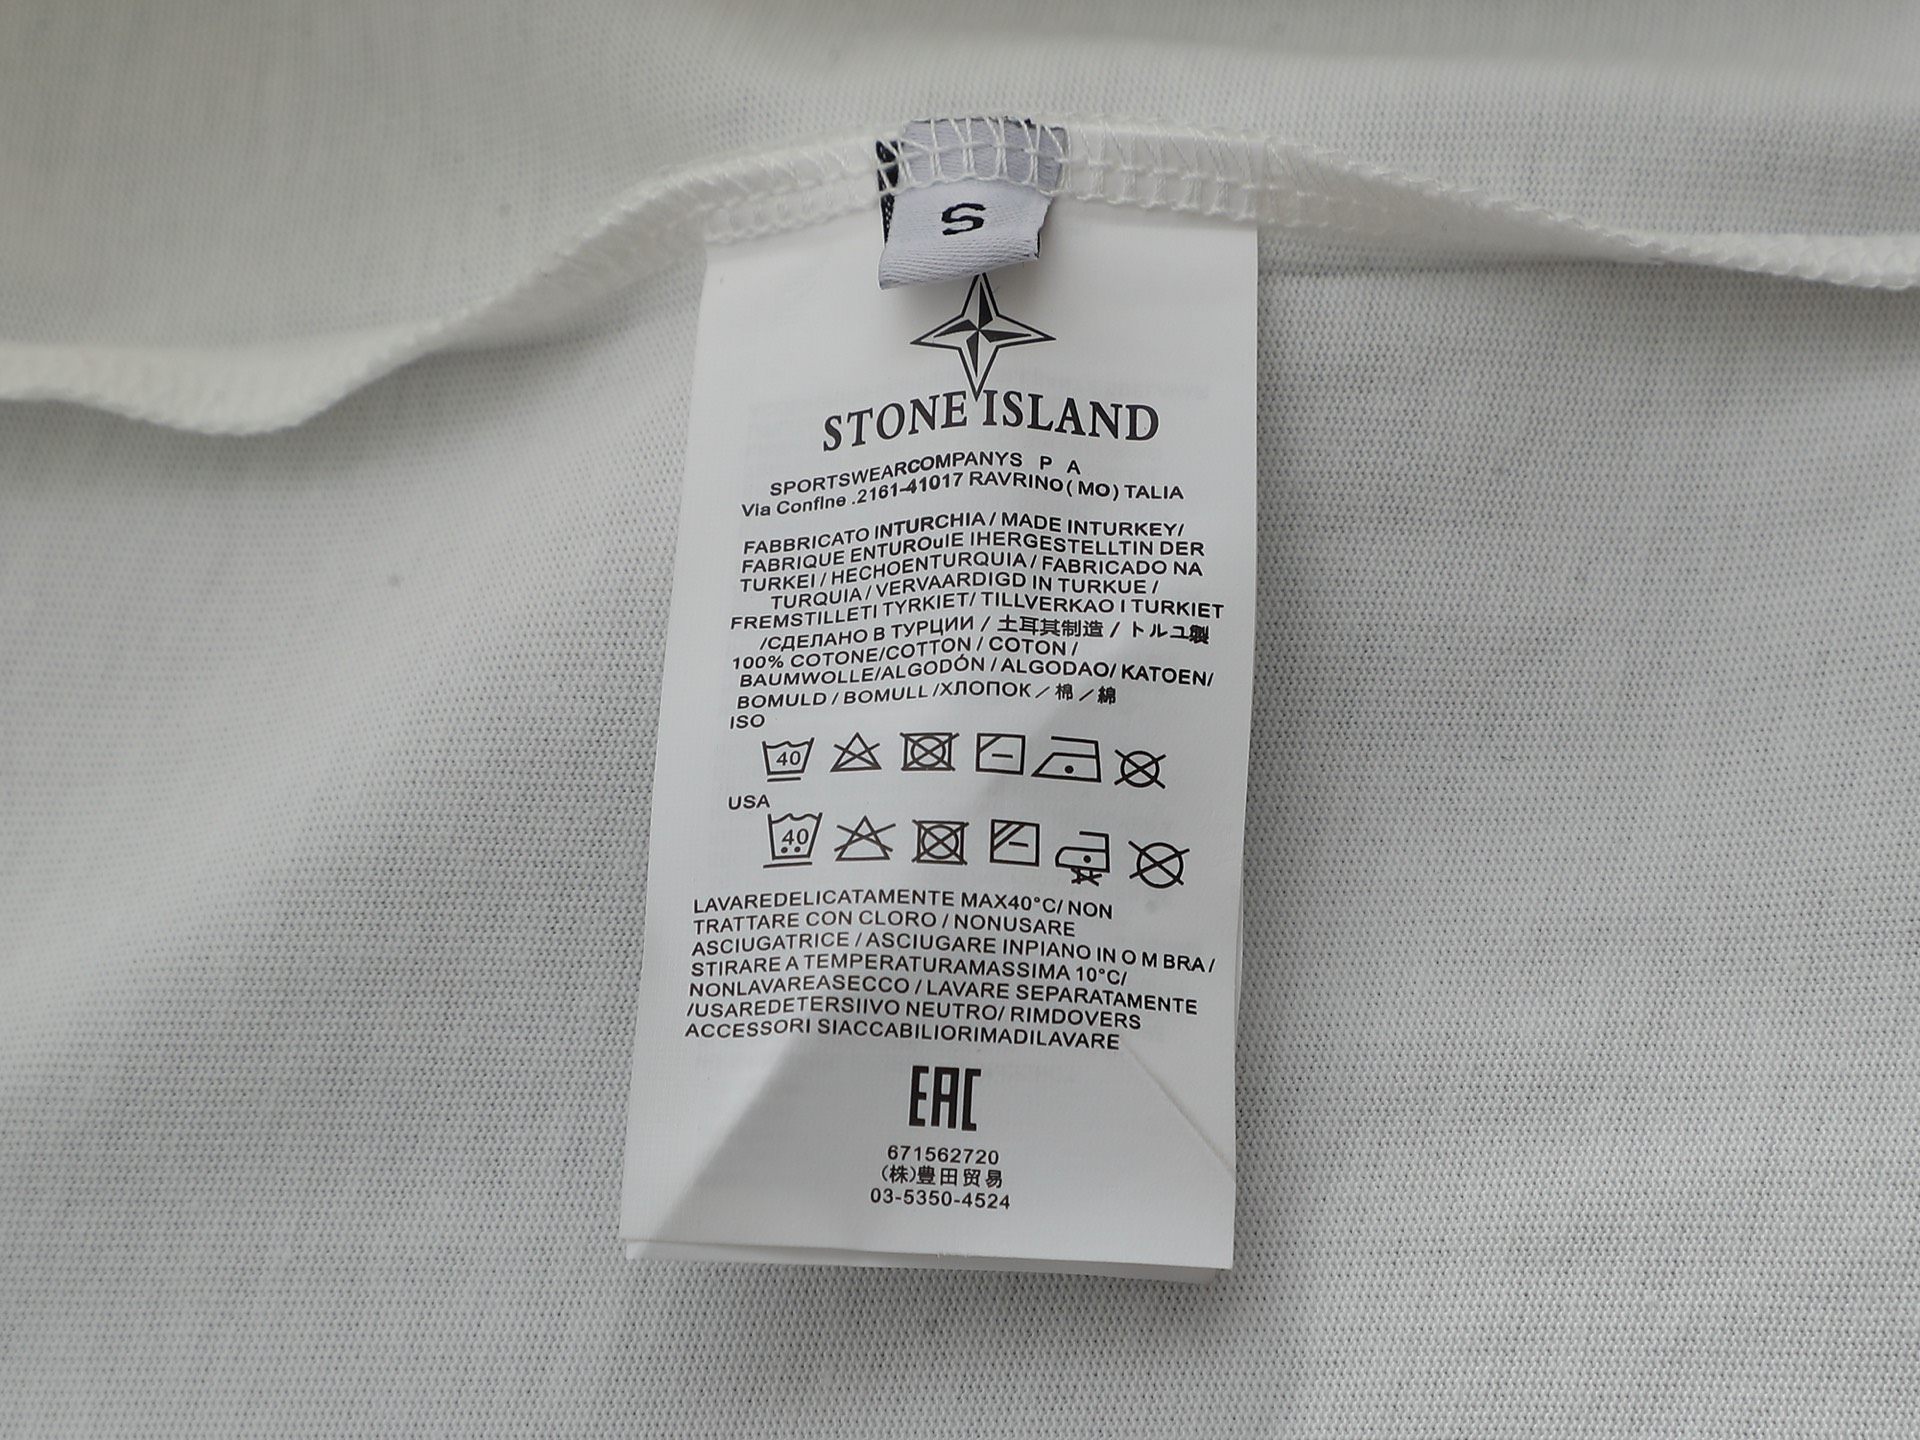 S
STONE ISLAND
SPORTSWEARCOMPANYS P A
Via Confine .2161-41017 RAVRINO(MO) TALIA
FABBRICATO INTURCHIA / MADE INTURKEY/
FABRIQUE ENTUROuIE IHERGESTELLTIN DER
TURKEI / HECHOENTURQUIA / FABRICADO NA
TURQUIA / VERVAARDIGD IN TURKUE /
FREMSTILLETI TYRKIET/ TILLVERKAO I TURKIET
/СДЕЛАНО В ТУРЦИИ / 土耳其制造 / トルユ製
100% COTONE/COTTON / COTON /
BAUMWOLLE/ALGODÓN / ALGODAO/ KATOEN/
BOMULD / BOMULL /ХЛОПОК / 棉 / 綿
ISO
40
USA
40
LAVAREDELICATAMENTE MAX40°C/ NON
TRATTARE CON CLORO / NONUSARE
ASCIUGATRICE / ASCIUGARE INPIANO IN O M BRA /
STIRARE A TEMPERATURAMASSIMA 10°C/
NONLAVAREASECCO / LAVARE SEPARATAMENTE
/USAREDETERSIIVO NEUTRO/ RIMDOVERS
ACCESSORI SIACCABILIORIMADILAVARE
EAC
671562720
(株)豊田贸易
03-5350-4524